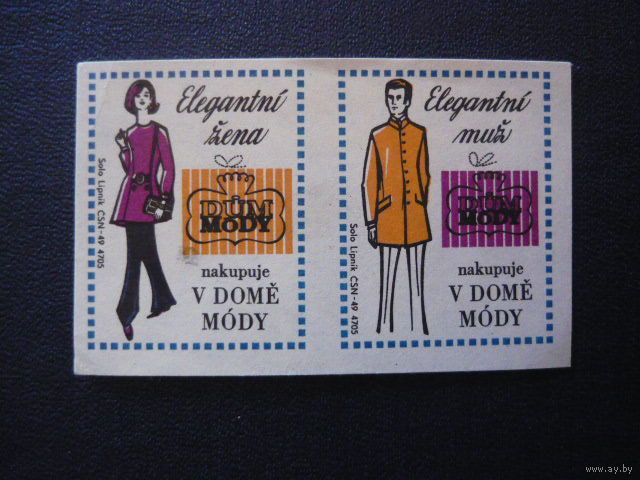 Elegantní
žena
DŮM
MÓDY
nakupuje
V DOMĚ
MÓDY
Solo Lipník ČSN-49 4705
Elegantní
muž
DŮM
MÓDY
nakupuje
V DOMĚ
MÓDY
Solo Lipník ČSN-49 4705
www.ay.by